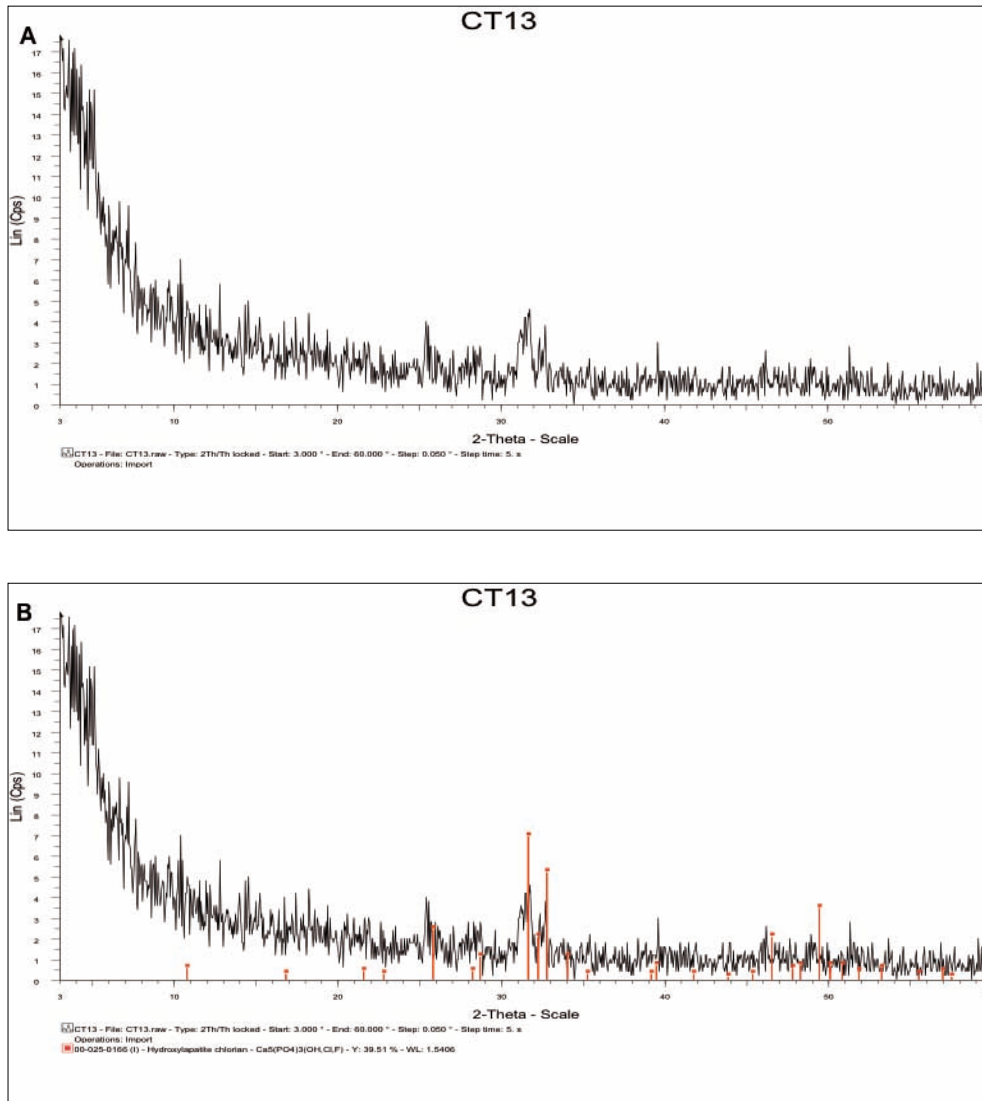 A
CT13
Lin (Cps)
17
16
15
14
13
12
11
10
9
8
7
6
5
4
3
2
1
0
3 10 20 30 40 50
2-Theta - Scale
CT13 - File: CT13.raw - Type: 2Th/Th locked - Start: 3.000 ° - End: 60.000 ° - Step: 0.050 ° - Step time: 5. s
Operations: Import
B
CT13
Lin (Cps)
17
16
15
14
13
12
11
10
9
8
7
6
5
4
3
2
1
0
3 10 20 30 40 50
2-Theta - Scale
CT13 - File: CT13.raw - Type: 2Th/Th locked - Start: 3.000 ° - End: 60.000 ° - Step: 0.050 ° - Step time: 5. s
Operations: Import
00-025-0166 (I) - Hydroxylapatite chlorian - Ca5(PO4)3(OH,Cl,F) - Y: 39.51 % - WL: 1.5406